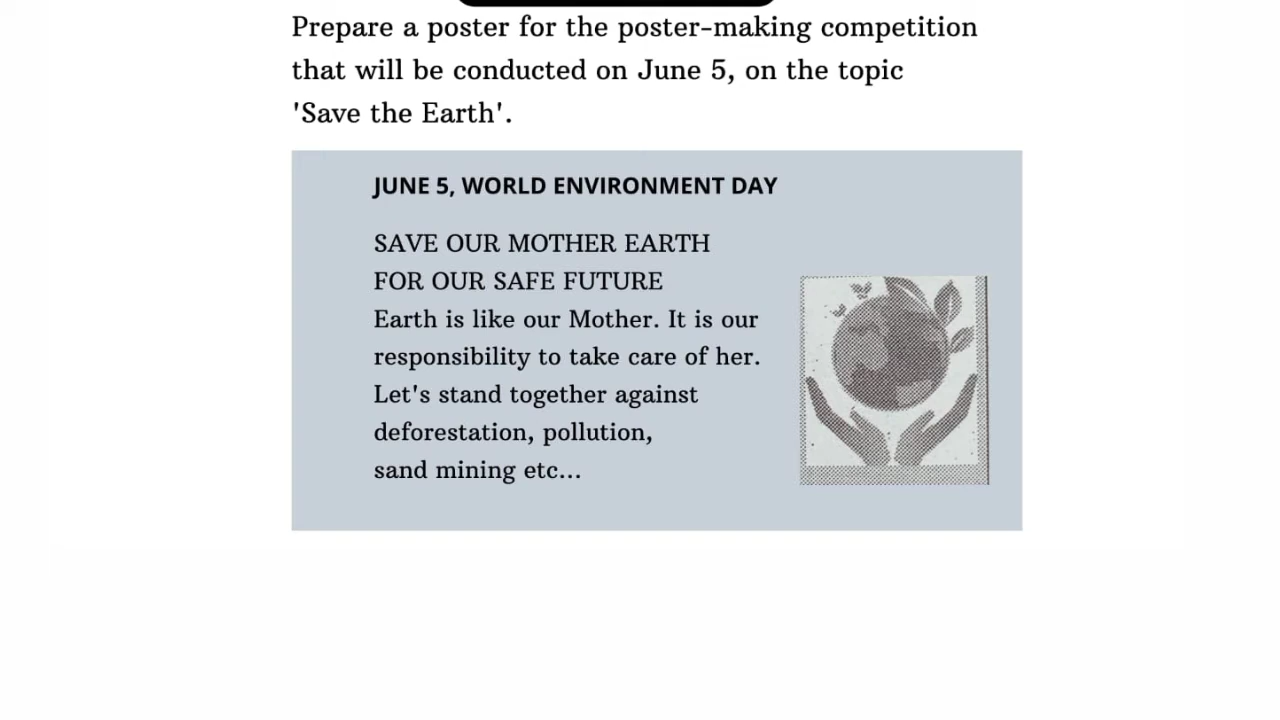 Prepare a poster for the poster-making competition
that will be conducted on June 5, on the topic
'Save the Earth'.
JUNE 5, WORLD ENVIRONMENT DAY
SAVE OUR MOTHER EARTH
FOR OUR SAFE FUTURE
Earth is like our Mother. It is our
responsibility to take care of her.
Let's stand together against
deforestation, pollution,
sand mining etc...